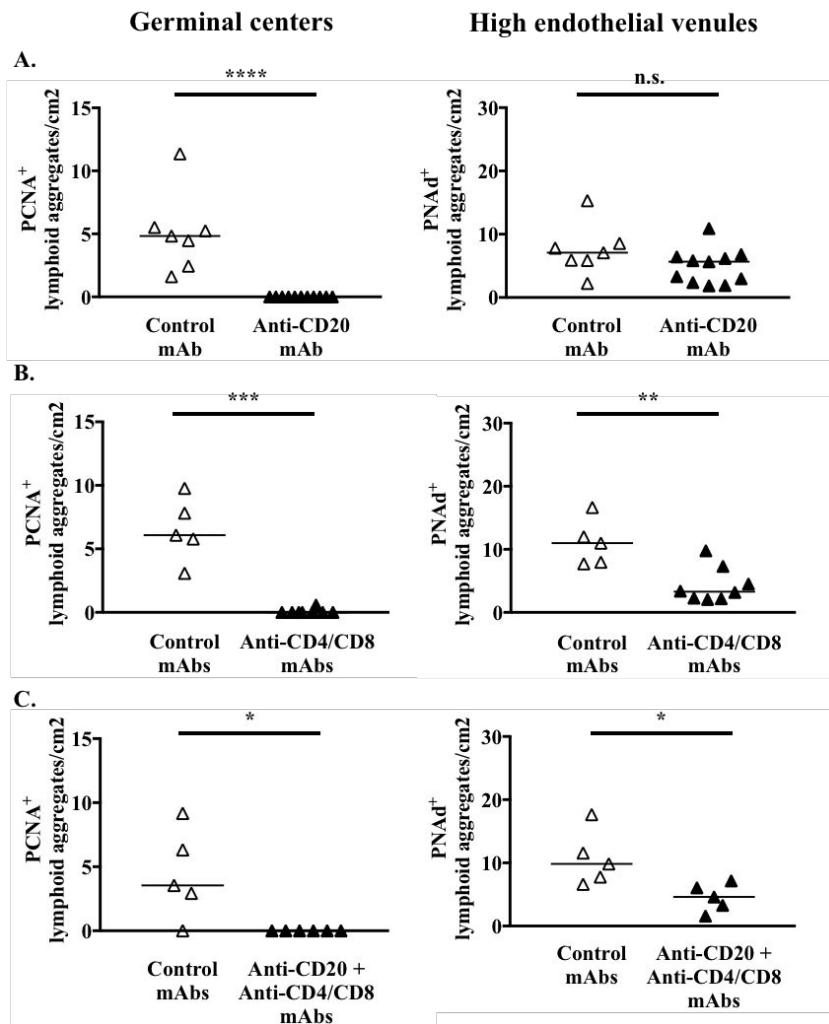 Germinal centers
High endothelial venules
A.
****
PCNA+
lymphoid aggregates/cm2
15
10
5
0
Control
mAb
Anti-CD20
mAb
n.s.
PNAd+
lymphoid aggregates/cm2
30
20
10
0
Control
mAb
Anti-CD20
mAb
B.
***
PCNA+
lymphoid aggregates/cm2
15
10
5
0
Control
mAbs
Anti-CD4/CD8
mAbs
**
PNAd+
lymphoid aggregates/cm2
30
20
10
0
Control
mAbs
Anti-CD4/CD8
mAbs
C.
*
PCNA+
lymphoid aggregates/cm2
15
10
5
0
Control
mAbs
Anti-CD20 +
Anti-CD4/CD8
mAbs
*
PNAd+
lymphoid aggregates/cm2
30
20
10
0
Control
mAbs
Anti-CD20 +
Anti-CD4/CD8
mAbs